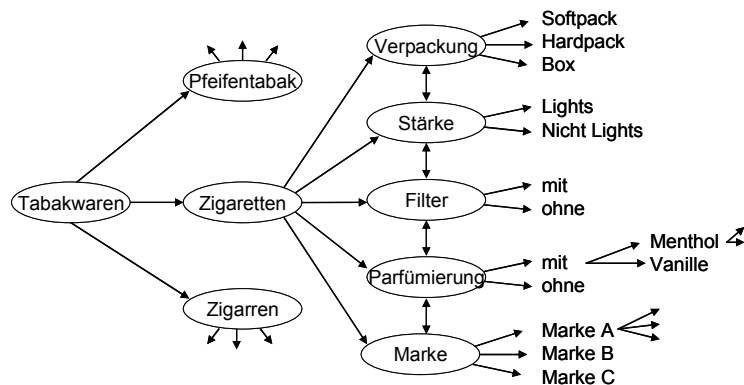 Softpack
Verpackung
Hardpack
Box
Pfeifentabak
Lights
Stärke
Nicht Lights
mit
Tabakwaren
Zigaretten
Filter
ohne
Menthol
mit
Vanille
Parfümierung
ohne
Zigarren
Marke A
Marke
Marke B
Marke C